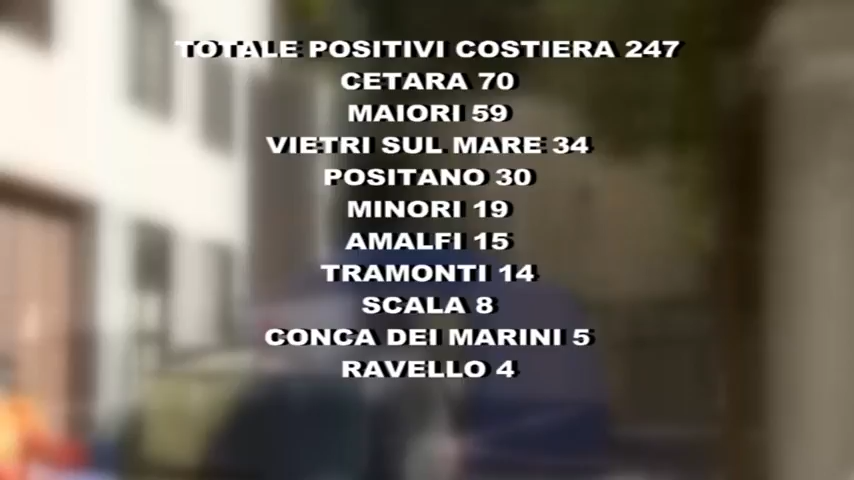 TOTALE POSITIVI COSTIERA 247
CETARA 70
MAIORI 59
VIETRI SUL MARE 34
POSITANO 30
MINORI 19
AMALFI 15
TRAMONTI 14
SCALA 8
CONCA DEI MARINI 5
RAVELLO 4